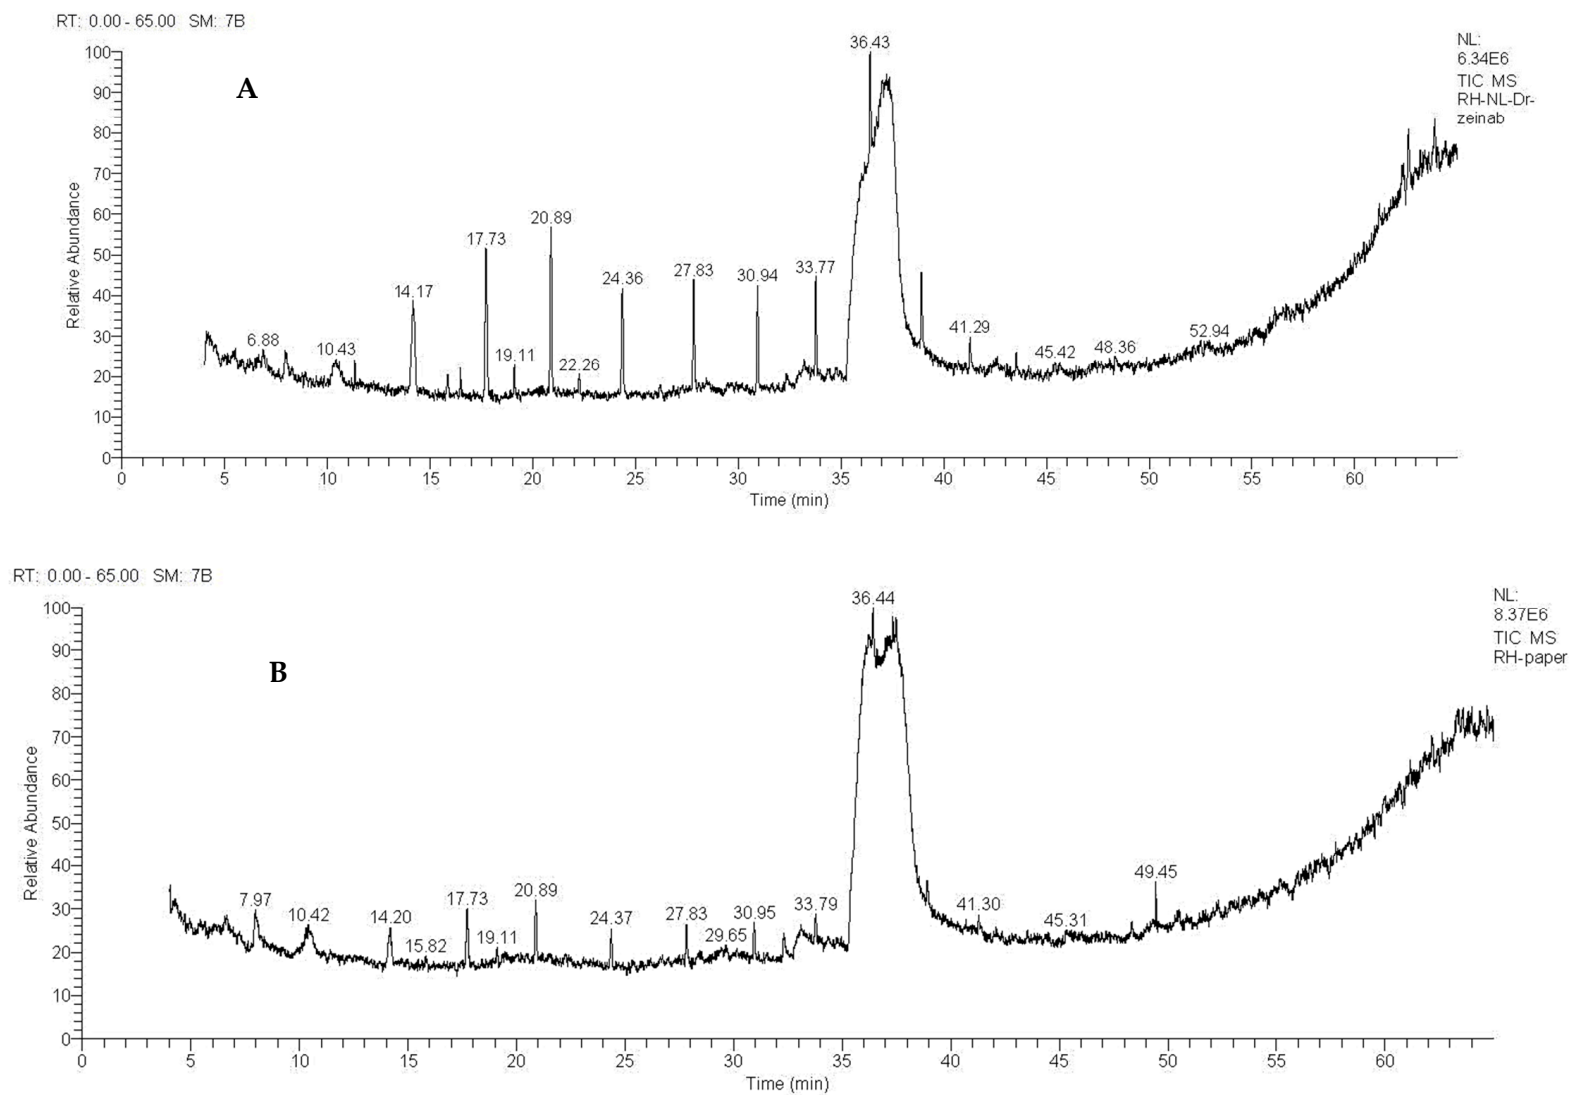 RT: 0.00 - 65.00 SM: 7B
NL:
6.34E6
TIC MS
RH-NL-Dr-
zeinab
A
36.43
100
90
80
70
60
50
40
30
20
10
0
Relative Abundance
6.88
10.43
14.17
17.73
19.11
20.89
22.26
24.36
27.83
30.94
33.77
41.29
45.42
48.36
52.94
0 5 10 15 20 25 30 35 40 45 50 55 60
Time (min)
RT: 0.00 - 65.00 SM: 7B
NL:
8.37E6
TIC MS
RH-paper
B
36.44
100
90
80
70
60
50
40
30
20
10
0
Relative Abundance
7.97
10.42
14.20
15.82
17.73
19.11
20.89
24.37
27.83
29.65
30.95
33.79
41.30
45.31
49.45
0 5 10 15 20 25 30 35 40 45 50 55 60
Time (min)